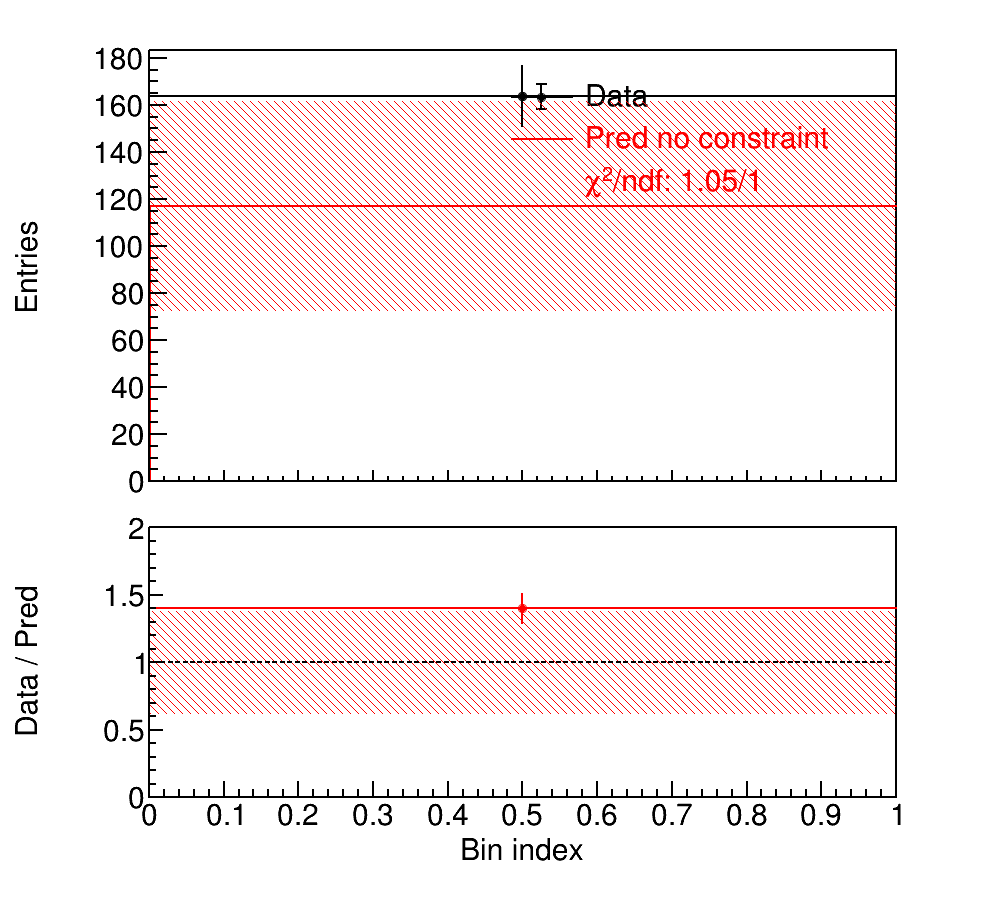 180
160
140
120
100
80
60
40
20
0
Entries
Data
Pred no constraint
χ²/ndf: 1.05/1
2
1.5
1
0.5
0
Data / Pred
0 0.1 0.2 0.3 0.4 0.5 0.6 0.7 0.8 0.9 1
Bin index